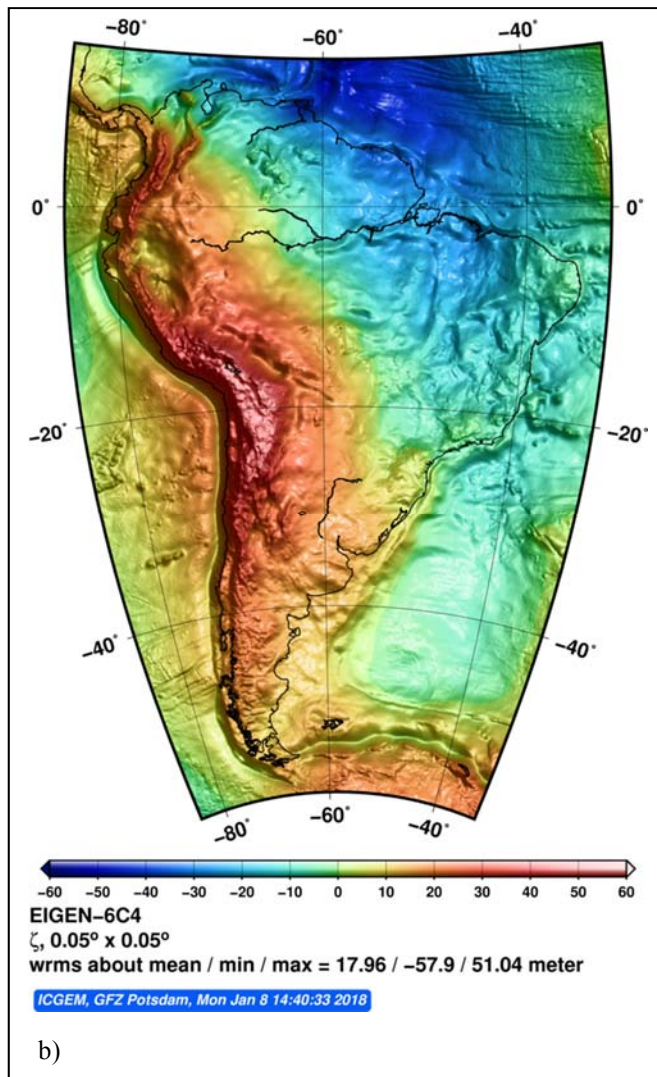 −80° −60° −40°
0° 0°
−20° −20°
−40° −40°
−80° −60° −40°
−60 −50 −40 −30 −20 −10 0 10 20 30 40 50 60
EIGEN−6C4
ζ, 0.05º x 0.05º
wrms about mean / min / max = 17.96 / −57.9 / 51.04 meter
ICGEM, GFZ Potsdam, Mon Jan 8 14:40:33 2018
b)